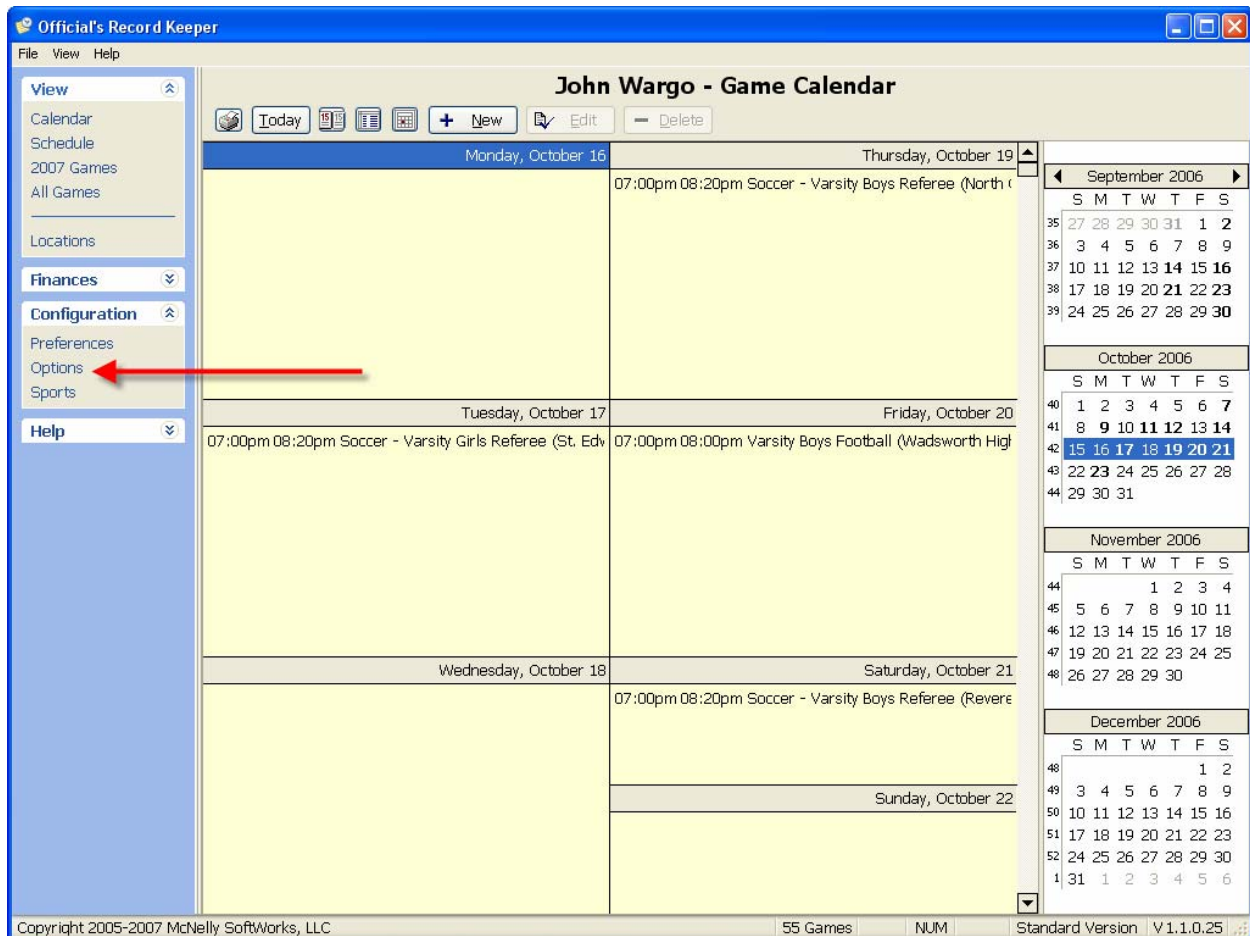 Official's Record Keeper
File View Help
View
Calendar
Schedule
2007 Games
All Games
Locations
Finances
Configuration
Preferences
Options
Sports
Help
John Wargo - Game Calendar
Today
15 15
+ New
Edit
Delete
Monday, October 16
Tuesday, October 17
07:00pm 08:20pm Soccer - Varsity Girls Referee (St. Edw
Wednesday, October 18
Thursday, October 19
07:00pm 08:20pm Soccer - Varsity Boys Referee (North
Friday, October 20
07:00pm 08:00pm Varsity Boys Football (Wadsworth High
Saturday, October 21
07:00pm 08:20pm Soccer - Varsity Boys Referee (Revere
Sunday, October 22
September 2006
S M T W T F S
35 27 28 29 30 31 1 2
36 3 4 5 6 7 8 9
37 10 11 12 13 14 15 16
38 17 18 19 20 21 22 23
39 24 25 26 27 28 29 30
October 2006
S M T W T F S
40 1 2 3 4 5 6 7
41 8 9 10 11 12 13 14
42 15 16 17 18 19 20 21
43 22 23 24 25 26 27 28
44 29 30 31
November 2006
S M T W T F S
44 1 2 3 4
45 5 6 7 8 9 10 11
46 12 13 14 15 16 17 18
47 19 20 21 22 23 24 25
48 26 27 28 29 30
December 2006
S M T W T F S
48 1 2
49 3 4 5 6 7 8 9
50 10 11 12 13 14 15 16
51 17 18 19 20 21 22 23
52 24 25 26 27 28 29 30
1 31 1 2 3 4 5 6
Copyright 2005-2007 McNelly SoftWorks, LLC
55 Games
NUM
Standard Version
V 1.1.0.25